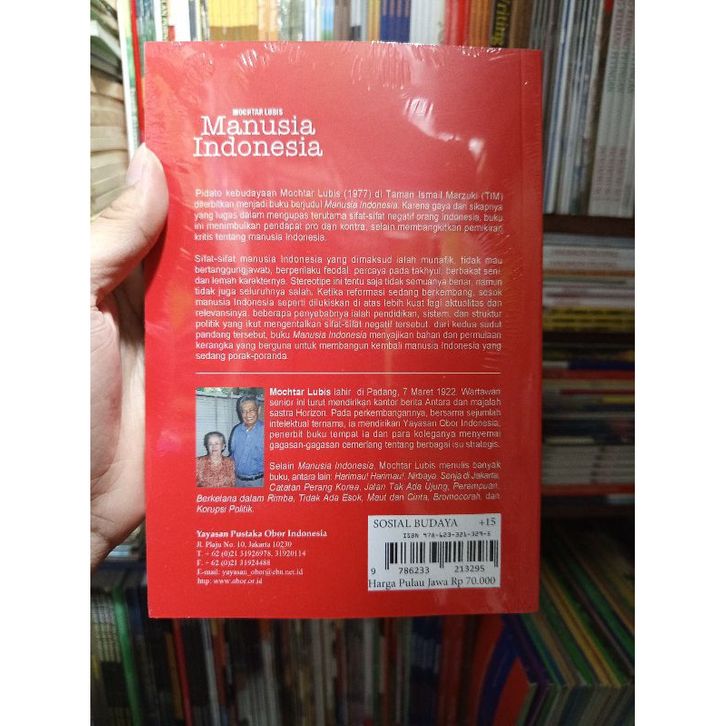 MOCHTAR LUBIS
Manusia
Indonesia
Pidato kebudayaan Mochtar Lubis (1977) di Taman Ismail Marzuki (TIM)
diterbitkan menjadi buku berjudul Manusia Indonesia. Karena gaya dan sikapnya
yang lugas dalam mengupas terutama sifat-sifat negatif orang Indonesia, buku
ini menimbulkan pendapat pro dan kontra, selain membangkitkan pemikiran
kritis tentang manusia Indonesia.
Sifat-sifat manusia Indonesia yang dimaksud ialah munafik, tidak mau
bertanggungjawab, berperilaku feodal, percaya pada takhyul, berbakat seni
dan lemah karakternya. Stereotipe ini tentu saja tidak semuanya benar, namun
tidak juga seluruhnya salah. Ketika reformasi sedang berkembang, sosok
manusia Indonesia seperti dilukiskan di atas lebih kuat lagi aktualitas dan
relevansinya. beberapa penyebabnya ialah pendidikan, sistem, dan struktur
politik yang ikut mengentalkan sifat-sifat negatif tersebut. dari kedua sudut
pandang tersebut, buku Manusia Indonesia menyajikan bahan dan permulaan
kerangka yang berguna untuk membangun kembali manusia Indonesia yang
sedang porak-poranda.
Mochtar Lubis lahir di Padang, 7 Maret 1922. Wartawan
senior ini turut mendirikan kantor berita Antara dan majalah
sastra Horizon. Pada perkembangannya, bersama sejumlah
intelektual ternama, ia mendirikan Yayasan Obor Indonesia,
penerbit buku tempat ia dan para koleganya menyemai
gagasan-gagasan cemerlang tentang berbagai isu strategis.
Selain Manusia Indonesia, Mochtar Lubis menulis banyak
buku, antara lain: Harimau! Harimau!, Nirbaya, Senja di Jakarta,
Catatan Perang Korea, Jalan Tak Ada Ujung, Perempuan,
Berkelana dalam Rimba, Tidak Ada Esok, Maut dan Cinta, Bromocorah, dan
Korupsi Politik.
Yayasan Pustaka Obor Indonesia
Jl. Plaju No. 10, Jakarta 10230
T. + 62 (0)21 31926978, 31920114
F. + 62 (0)21 31924488
E-mail: yayasan_obor@cbn.net.id
http: www.obor.or.id
SOSIAL BUDAYA +15
ISBN 978-623-321-329-5
9 786233 213295
Harga Pulau Jawa Rp 70.000